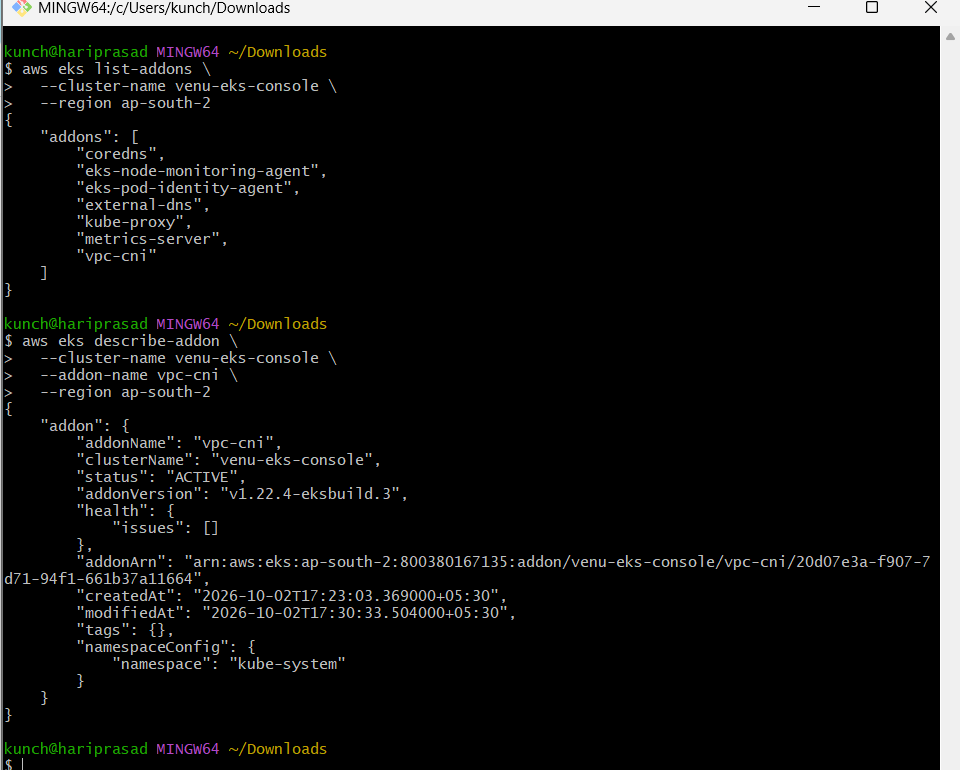 MINGW64:/c/Users/kunch/Downloads
kunch@hariprasad MINGW64 ~/Downloads
$ aws eks list-addons \
>   --cluster-name venu-eks-console \
>   --region ap-south-2
{
    "addons": [
        "coredns",
        "eks-node-monitoring-agent",
        "eks-pod-identity-agent",
        "external-dns",
        "kube-proxy",
        "metrics-server",
        "vpc-cni"
    ]
}
kunch@hariprasad MINGW64 ~/Downloads
$ aws eks describe-addon \
>   --cluster-name venu-eks-console \
>   --addon-name vpc-cni \
>   --region ap-south-2
{
    "addon": {
        "addonName": "vpc-cni",
        "clusterName": "venu-eks-console",
        "status": "ACTIVE",
        "addonVersion": "v1.22.4-eksbuild.3",
        "health": {
            "issues": []
        },
        "addonArn": "arn:aws:eks:ap-south-2:800380167135:addon/venu-eks-console/vpc-cni/20d07e3a-f907-7
d71-94f1-661b37a11664",
        "createdAt": "2026-10-02T17:23:03.369000+05:30",
        "modifiedAt": "2026-10-02T17:30:33.504000+05:30",
        "tags": {},
        "namespaceConfig": {
            "namespace": "kube-system"
        }
    }
}
kunch@hariprasad MINGW64 ~/Downloads
$